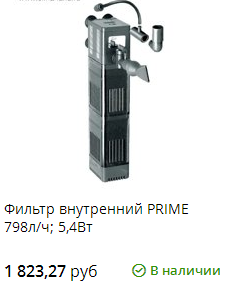 Фильтр внутренний PRIME
798л/ч; 5,4Вт
1 823,27 руб
В наличии